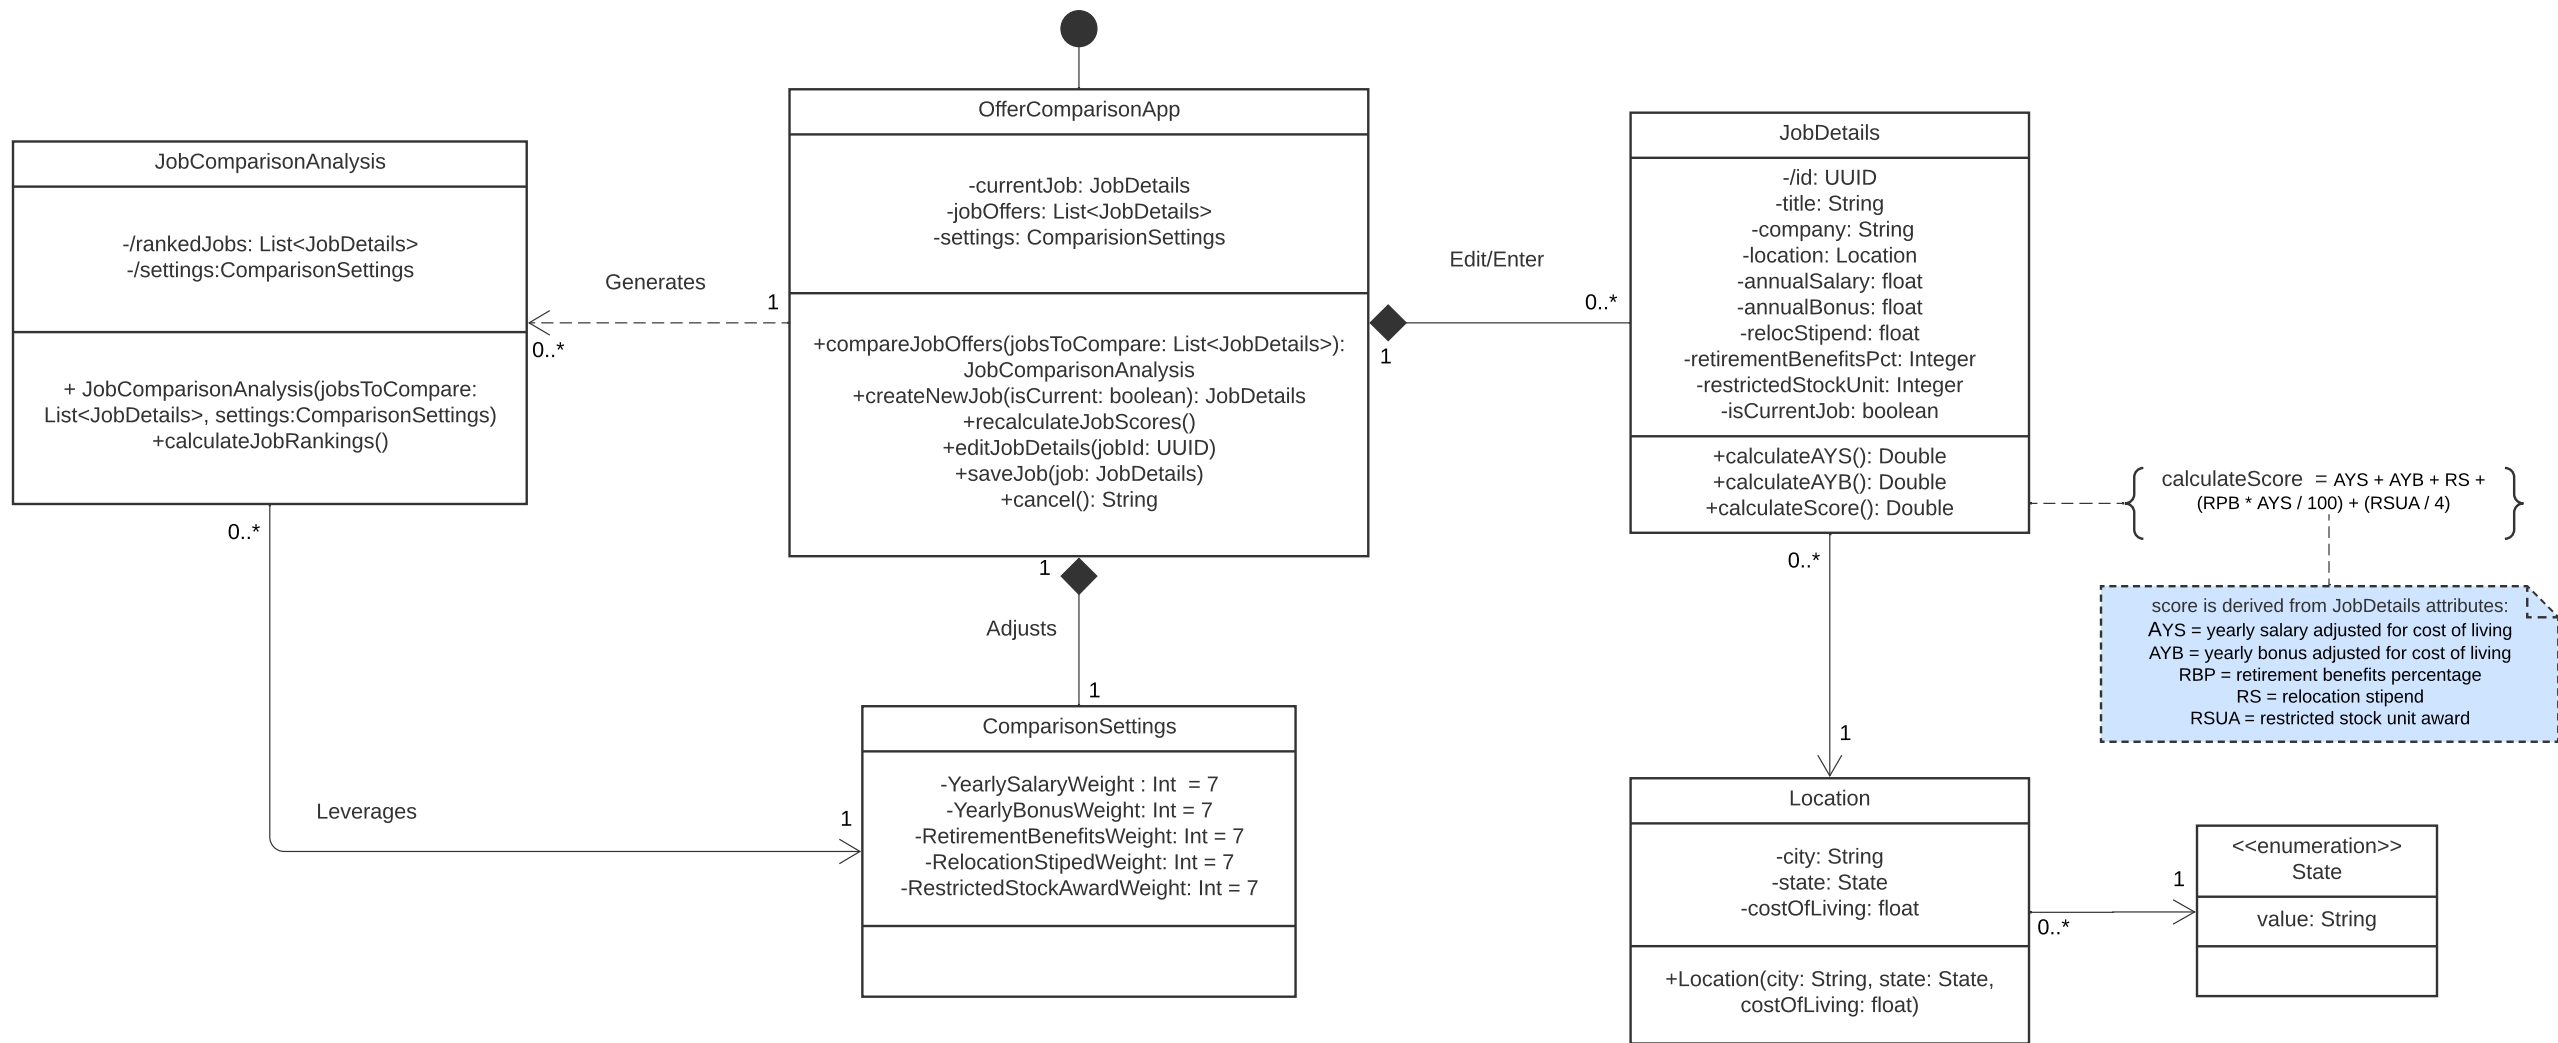 JobComparisonAnalysis
-/rankedJobs: List<JobDetails>
-/settings:ComparisonSettings
+ JobComparisonAnalysis(jobsToCompare:
List<JobDetails>, settings:ComparisonSettings)
+calculateJobRankings()
Generates
1
0..*
OfferComparisonApp
-currentJob: JobDetails
-jobOffers: List<JobDetails>
-settings: ComparisionSettings
+compareJobOffers(jobsToCompare: List<JobDetails>):
JobComparisonAnalysis
+createNewJob(isCurrent: boolean): JobDetails
+recalculateJobScores()
+editJobDetails(jobId: UUID)
+saveJob(job: JobDetails)
+cancel(): String
Edit/Enter
0..*
1
JobDetails
-/id: UUID
-title: String
-company: String
-location: Location
-annualSalary: float
-annualBonus: float
-relocStipend: float
-retirementBenefitsPct: Integer
-restrictedStockUnit: Integer
-isCurrentJob: boolean
+calculateAYS(): Double
+calculateAYB(): Double
+calculateScore(): Double
calculateScore  = AYS + AYB + RS +
(RPB * AYS / 100) + (RSUA / 4)
score is derived from JobDetails attributes:
AYS = yearly salary adjusted for cost of living
AYB = yearly bonus adjusted for cost of living
RBP = retirement benefits percentage
RS = relocation stipend
RSUA = restricted stock unit award
0..*
Leverages
1
1
Adjusts
1
ComparisonSettings
-YearlySalaryWeight : Int  = 7
-YearlyBonusWeight: Int = 7
-RetirementBenefitsWeight: Int = 7
-RelocationStipedWeight: Int = 7
-RestrictedStockAwardWeight: Int = 7
0..*
1
Location
-city: String
-state: State
-costOfLiving: float
+Location(city: String, state: State,
costOfLiving: float)
1
0..*
<<enumeration>>
State
value: String